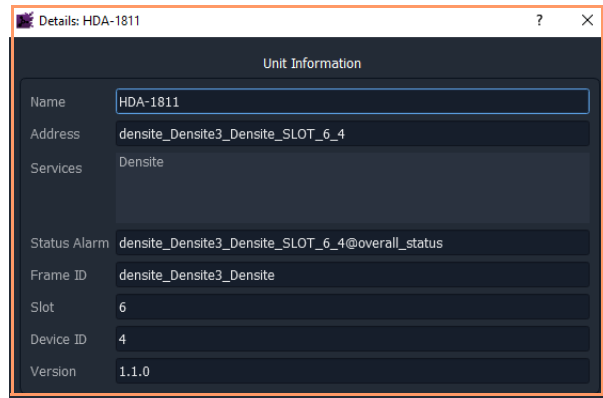 Details: HDA-1811 ? ×
Unit Information
Name HDA-1811
Address densite_Densite3_Densite_SLOT_6_4
Services Densite
Status Alarm densite_Densite3_Densite_SLOT_6_4@overall_status
Frame ID densite_Densite3_Densite
Slot 6
Device ID 4
Version 1.1.0